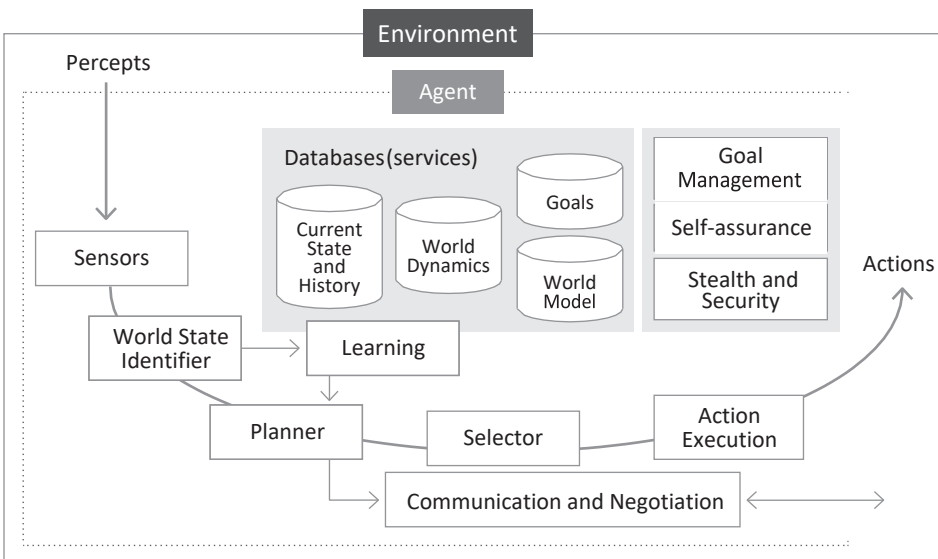 Environment
Percepts
Agent
Databases (services)
Current
State
and
History
World
Dynamics
Goals
World
Model
Goal
Management
Self-assurance
Stealth and
Security
Sensors
Actions
World State
Identifier
Learning
Planner
Selector
Action
Execution
Communication and Negotiation